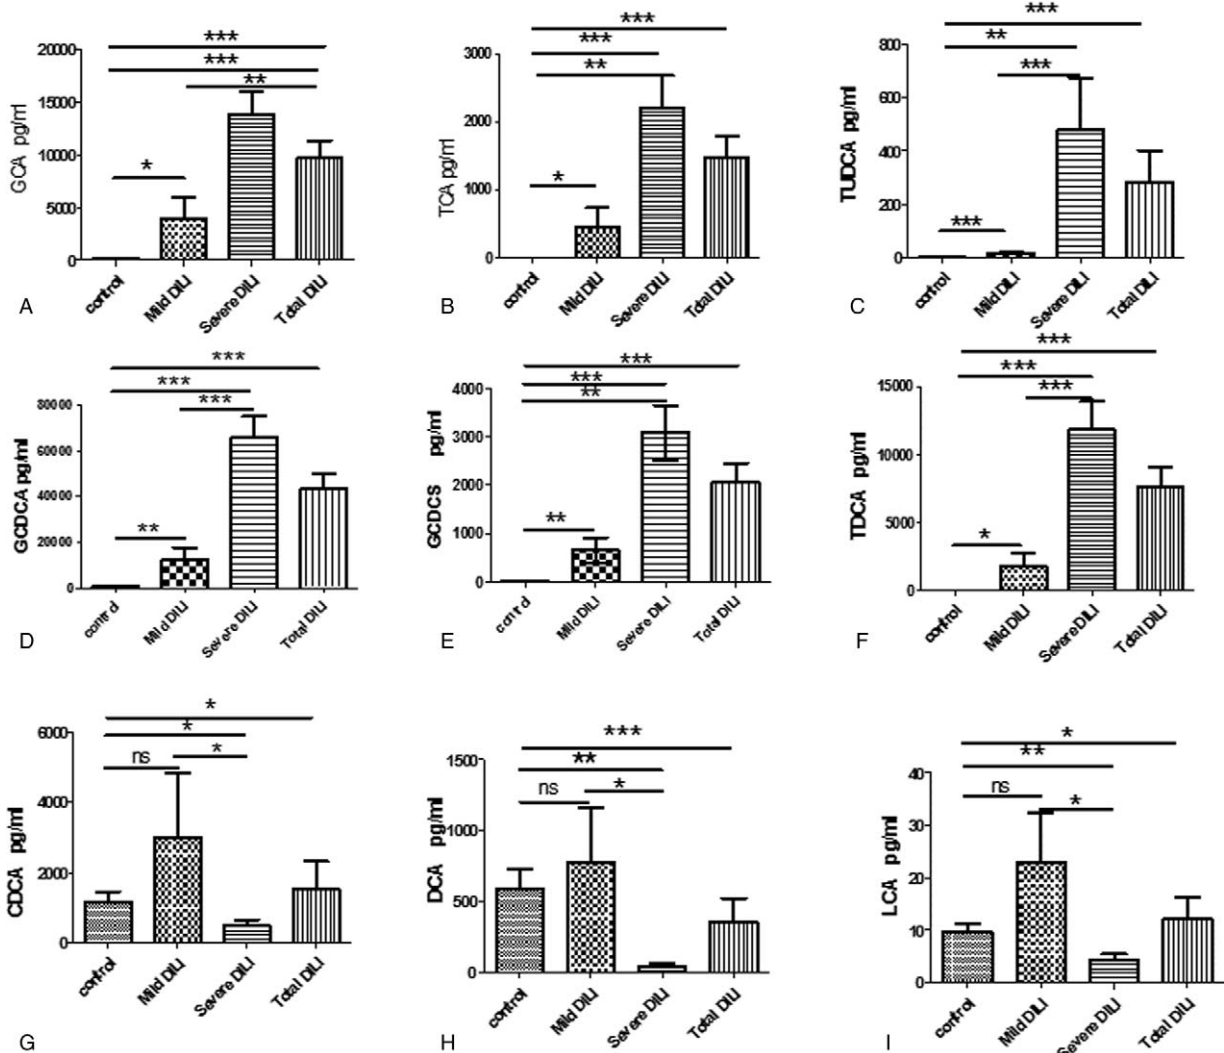 ***
***
**
*
GCA pg/ml
20000
15000
10000
5000
0
control
Mild DILI
Severe DILI
Total DILI
A
***
***
**
*
TCA pg/ml
3000
2000
1000
0
control
Mild DILI
Severe DILI
Total DILI
B
***
**
***
***
TUDCA pg/ml
800
600
400
200
0
control
Mild DILI
Severe DILI
Total DILI
C
***
***
***
**
GCDCA pg/ml
80000
60000
40000
20000
0
control
Mild DILI
Severe DILI
Total DILI
D
***
***
**
**
GCDCS pg/ml
4000
3000
2000
1000
0
control
Mild DILI
Severe DILI
Total DILI
E
***
***
***
*
TDCA pg/ml
15000
10000
5000
0
control
Mild DILI
Severe DILI
Total DILI
F
*
*
ns
*
CDCA pg/ml
6000
4000
2000
0
control
Mild DILI
Severe DILI
Total DILI
G
***
**
ns
*
DCA pg/ml
1500
1000
500
0
control
Mild DILI
Severe DILI
Total DILI
H
*
**
ns
*
LCA pg/ml
40
30
20
10
0
control
Mild DILI
Severe DILI
Total DILI
I